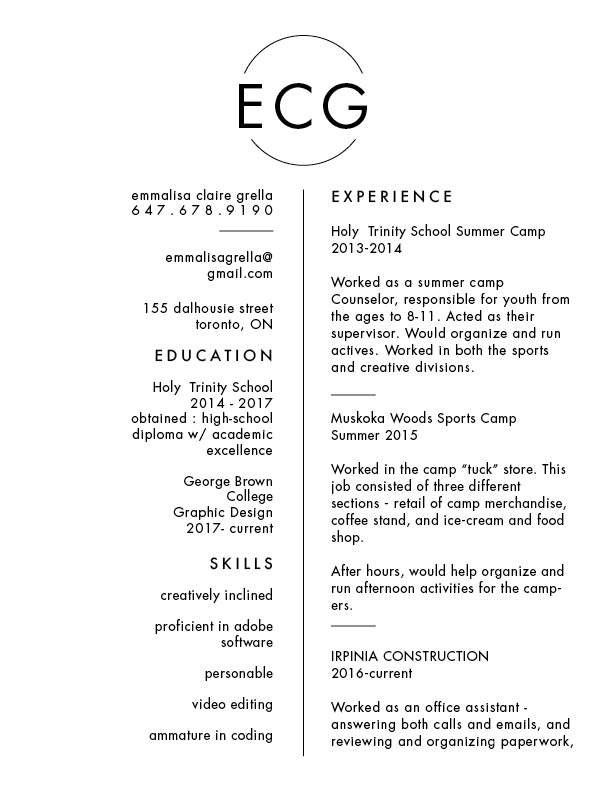 ECG
emmalisa claire grella
647.678.9190
emmalisagrella@
gmail.com
155 dalhousie street
toronto, ON
EDUCATION
Holy Trinity School
2014 - 2017
obtained : high-school
diploma w/ academic
excellence
George Brown
College
Graphic Design
2017- current
SKILLS
creatively inclined
proficient in adobe
software
personable
video editing
ammature in coding
EXPERIENCE
Holy Trinity School Summer Camp
2013-2014
Worked as a summer camp
Counselor, responsible for youth from
the ages to 8-11. Acted as their
supervisor. Would organize and run
actives. Worked in both the sports
and creative divisions.
Muskoka Woods Sports Camp
Summer 2015
Worked in the camp “tuck” store. This
job consisted of three different
sections - retail of camp merchandise,
coffee stand, and ice-cream and food
shop.
After hours, would help organize and
run afternoon activities for the camp-
ers.
IRPINIA CONSTRUCTION
2016-current
Worked as an office assistant -
answering both calls and emails, and
reviewing and organizing paperwork,